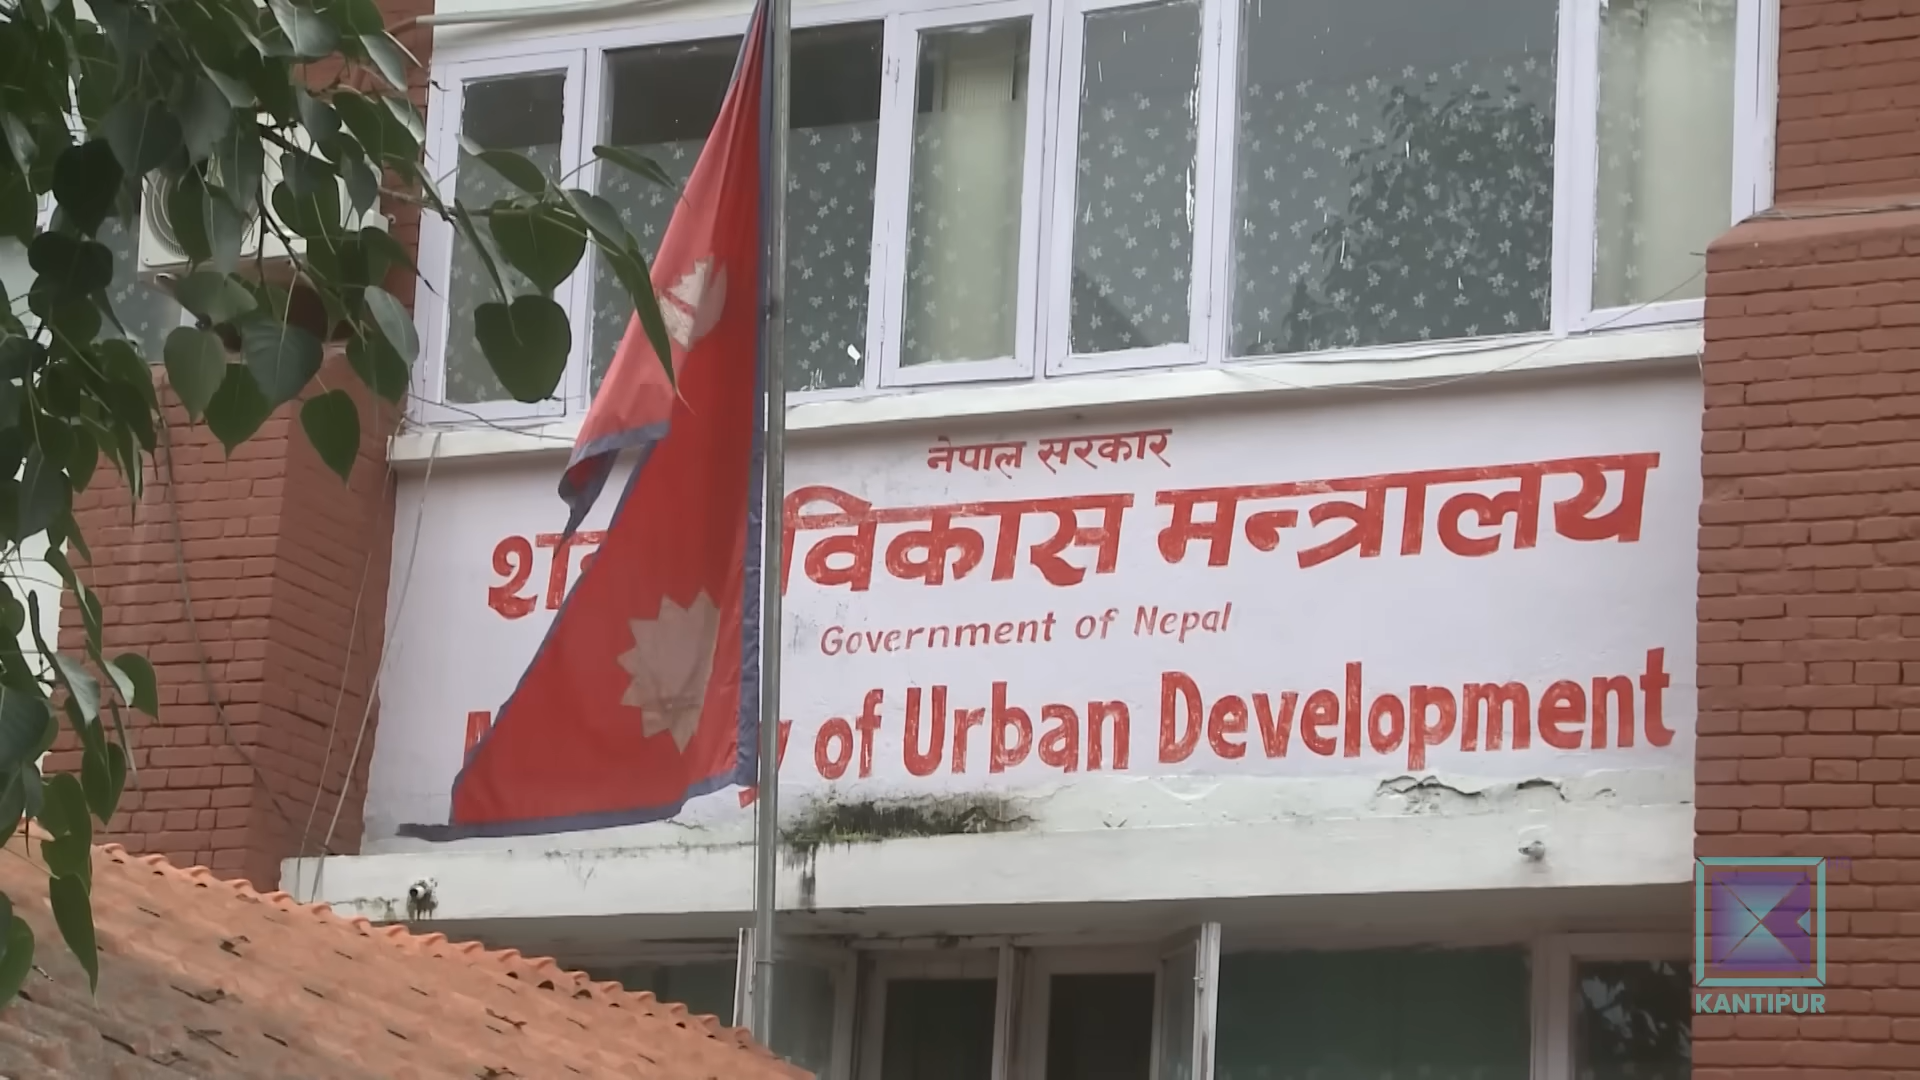 नेपाल सरकार
विकास मन्त्रालय
Government of Nepal
of Urban Development
KANTIPUR